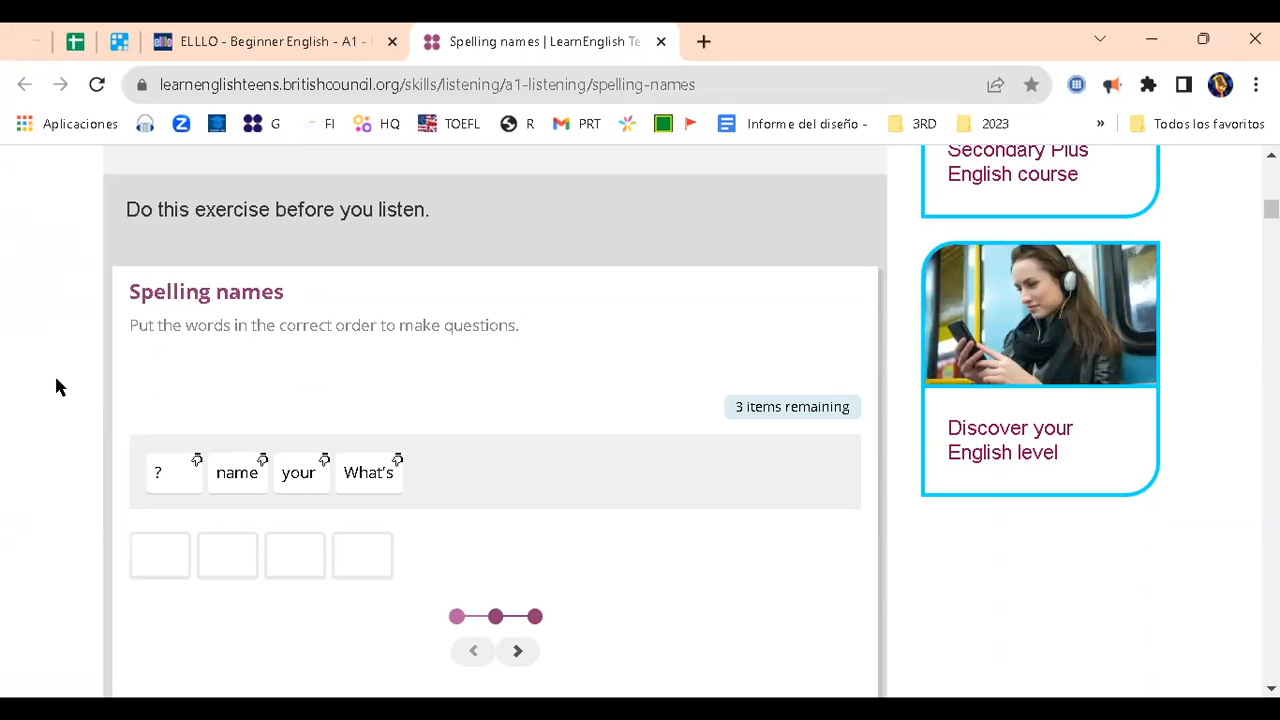 ELLLO - Beginner English - A1 -
Spelling names | LearnEnglish Te
learnenglishteens.britishcouncil.org/skills/listening/a1-listening/spelling-names
Aplicaciones G FI HQ TOEFL R PRT Informe del diseño - 3RD 2023 » Todos los favoritos
Secondary Plus
English course
Do this exercise before you listen.
Spelling names
Put the words in the correct order to make questions.
3 items remaining
? name your What's
Discover your
English level